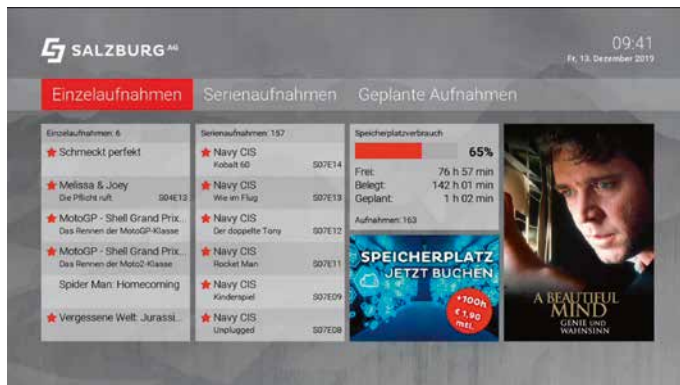 SALZBURG AG
09:41
Fr, 13. Dezember 2019
Einzelaufnahmen Serienaufnahmen Geplante Aufnahmen
Einzelaufnahmen: 6
Schmeckt perfekt
Melissa & Joey
Die Pflicht ruft S04E13
MotoGP - Shell Grand Prix...
Das Rennen der MotoGP-Klasse
MotoGP - Shell Grand Prix...
Das Rennen der Moto2-Klasse
Spider Man: Homecoming
Vergessene Welt: Jurassi...
Serienaufnahmen: 157
Navy CIS
Kobalt 60 S07E14
Navy CIS
Wie im Flug S07E13
Navy CIS
Der doppelte Tony S07E12
Navy CIS
Rocket Man S07E11
Navy CIS
Kinderspiel S07E09
Navy CIS
Unplugged S07E08
Speicherplatzverbrauch
65%
Frei: 76 h 57 min
Belegt: 142 h 01 min
Geplant: 1 h 02 min
Aufnahmen: 163
SPEICHERPLATZ
JETZT BUCHEN
+100h
€ 1,90
mtl.
A BEAUTIFUL
MIND
GENIE UND
WAHNSINN